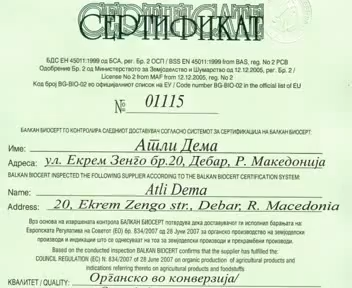 CERTIFICATE
СЕРТИФИКАТ
БДС EN 45011:1999 од БСА, рег. Бр. 2 ОСП / BSS EN 45011:1999 from BAS, reg. No 2 PCB
Одобрение Бр. 2 од Министерството за Земјоделство и Шумарство од 12.12.2005, рег. Бр. 2 /
License No 2 from MAF from 12.12.2005, reg. No 2
Код број BG-BIO-02 во официјалниот список на ЕУ / Code number BG-BIO-02 in the official list of EU
№ 01115
БАЛКАН БИОСЕРТ ГО КОНТРОЛИРА СЛЕДНИОТ ДОСТАВУВАЧ СОГЛАСНО СИСТЕМОТ ЗА СЕРТИФИКАЦИЈА НА БАЛКАН БИОСЕРТ:
Име: Атли Дема
Адреса: ул. Екрем Зенѓо бр.20, Дебар, Р. Македонија
BALKAN BIOCERT INSPECTED THE FOLLOWING SUPPLIER ACCORDING TO THE BALKAN BIOCERT CERTIFICATION SYSTEM:
Name: Atli Dema
Address: 20, Ekrem Zengo str., Debar, R. Macedonia
Врз основа на извршената контрола БАЛКАН БИОСЕРТ потврдува дека доставувачот ги исполнил барањата на
Европската Регулатива на Советот (ЕО) бр. 834/2007 од 28 Јуни 2007 за органско производство на земјоделски
производи и индикации што се однесуваат на тоа за земјоделски производи и прехрамбени производи.
Based on the conducted inspection BALKAN BIOCERT confirms that the supplier has fulfilled the:
COUNCIL REGULATION (EC) N: 834/2007 of 28 June 2007 on organic production of agricultural products and
indications referring thereto on agricultural products and foodstuffs
КВАЛИТЕТ / QUALITY: Органско во конверзија/